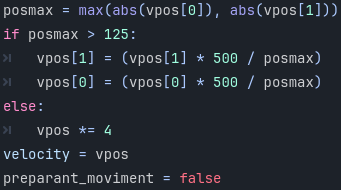 posmax = max(abs(vpos[0]), abs(vpos[1]))
if posmax > 125:
    vpos[1] = (vpos[1] * 500 / posmax)
    vpos[0] = (vpos[0] * 500 / posmax)
else:
    vpos *= 4
velocity = vpos
preparant_moviment = false